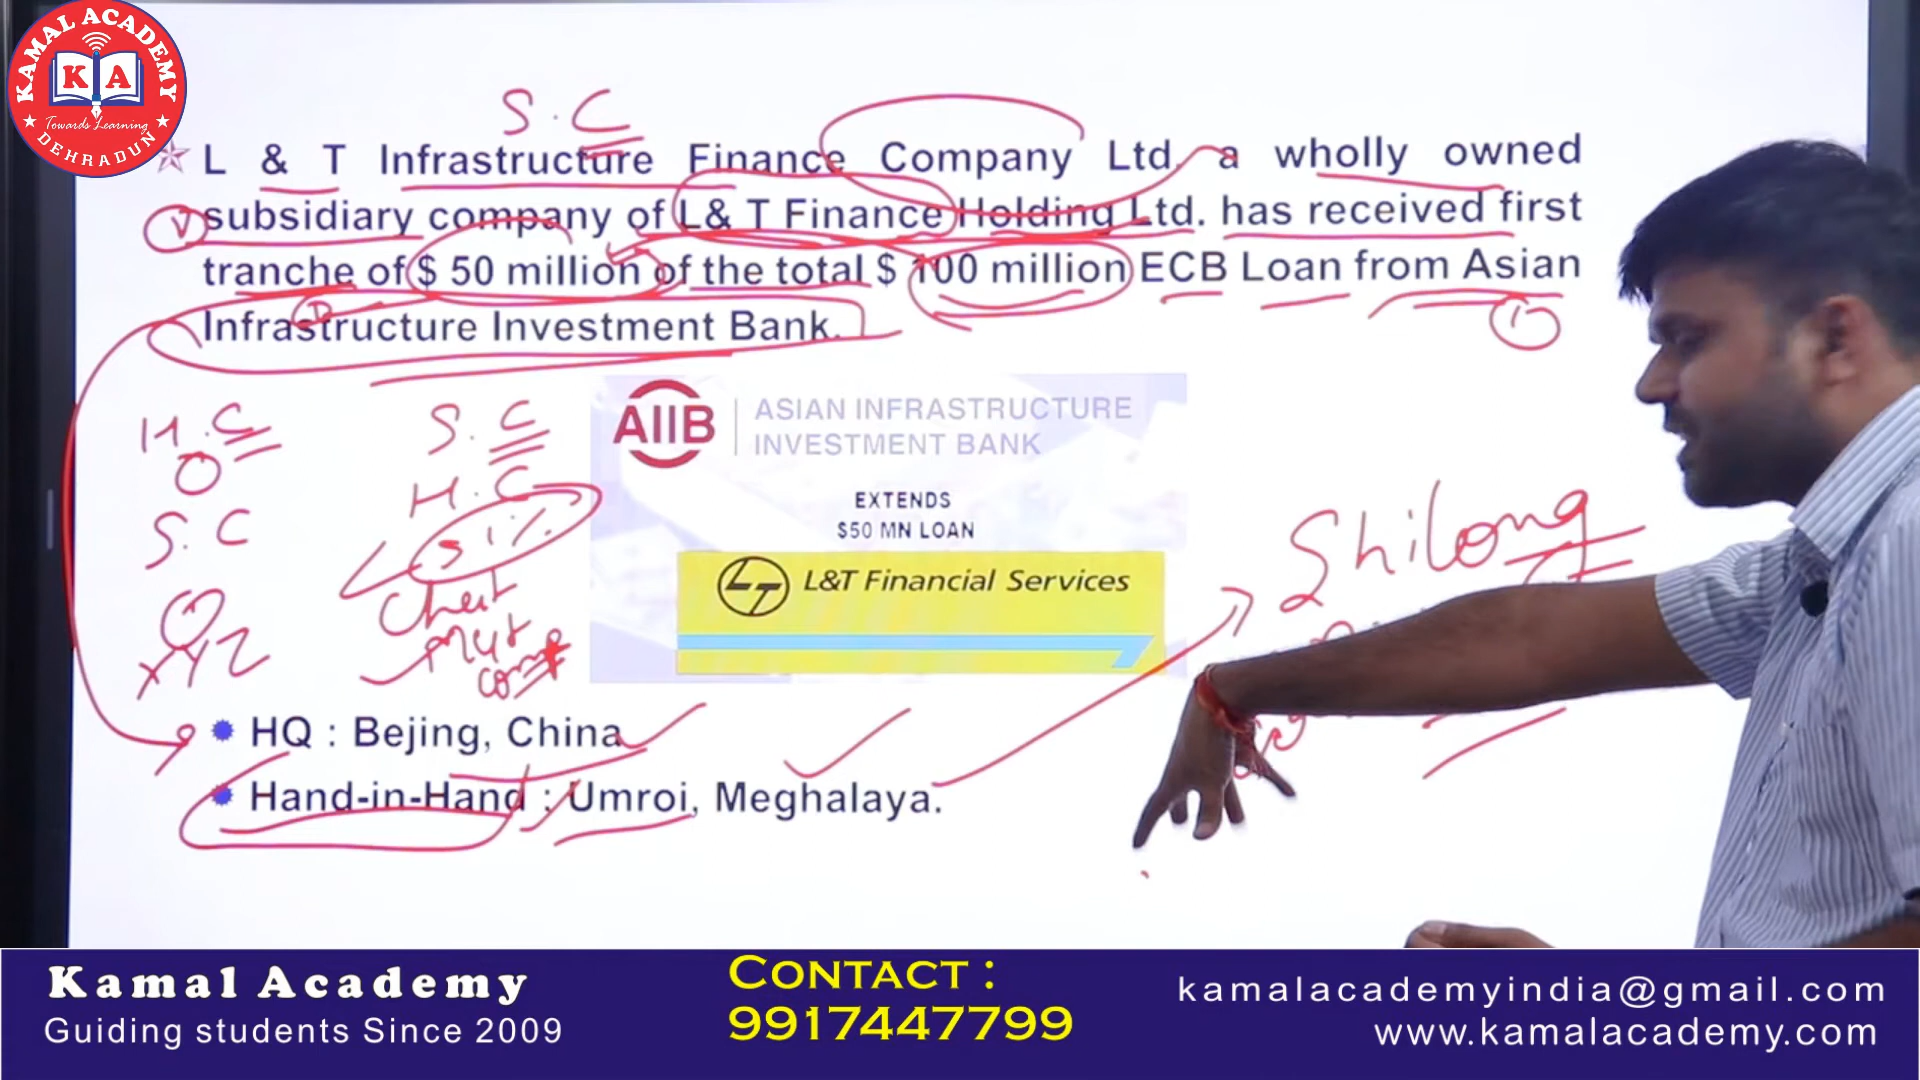 KAMAL ACADEMY
K A
Towards Learning
DEHRADUN
S.C
L & T Infrastructure Finance Company Ltd, a wholly owned
subsidiary company of L& T Finance Holding Ltd. has received first
tranche of $ 50 million of the total $ 100 million ECB Loan from Asian
Infrastructure Investment Bank.
H.C
S.C
XYZ
S.C
H.C
51%
AIIB
ASIAN INFRASTRUCTURE
INVESTMENT BANK
EXTENDS
$50 MN LOAN
L&T Financial Services
Shilong
HQ : Bejing, China
Hand-in-Hand : Umroi, Meghalaya.
Kamal Academy
Guiding students Since 2009
CONTACT :
9917447799
kamalacademyindia@gmail.com
www.kamalacademy.com